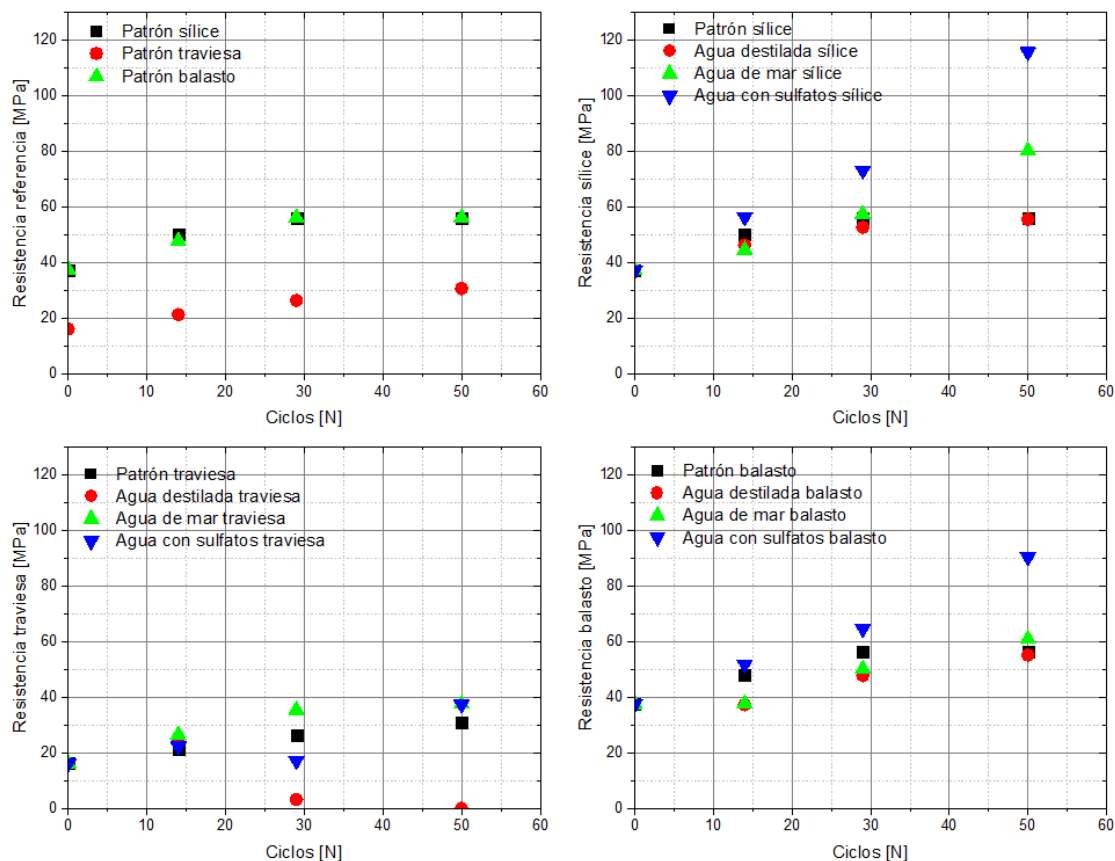 Resistencia referencia [MPa]
120
100
80
60
40
20
0
Patrón sílice
Patrón traviesa
Patrón balasto
0 10 20 30 40 50 60
Ciclos [N]
Resistencia sílice [MPa]
120
100
80
60
40
20
0
Patrón sílice
Agua destilada sílice
Agua de mar sílice
Agua con sulfatos sílice
0 10 20 30 40 50 60
Ciclos [N]
Resistencia traviesa [MPa]
120
100
80
60
40
20
0
Patrón traviesa
Agua destilada traviesa
Agua de mar traviesa
Agua con sulfatos traviesa
0 10 20 30 40 50 60
Ciclos [N]
Resistencia balasto [MPa]
120
100
80
60
40
20
0
Patrón balasto
Agua destilada balasto
Agua de mar balasto
Agua con sulfatos balasto
0 10 20 30 40 50 60
Ciclos [N]